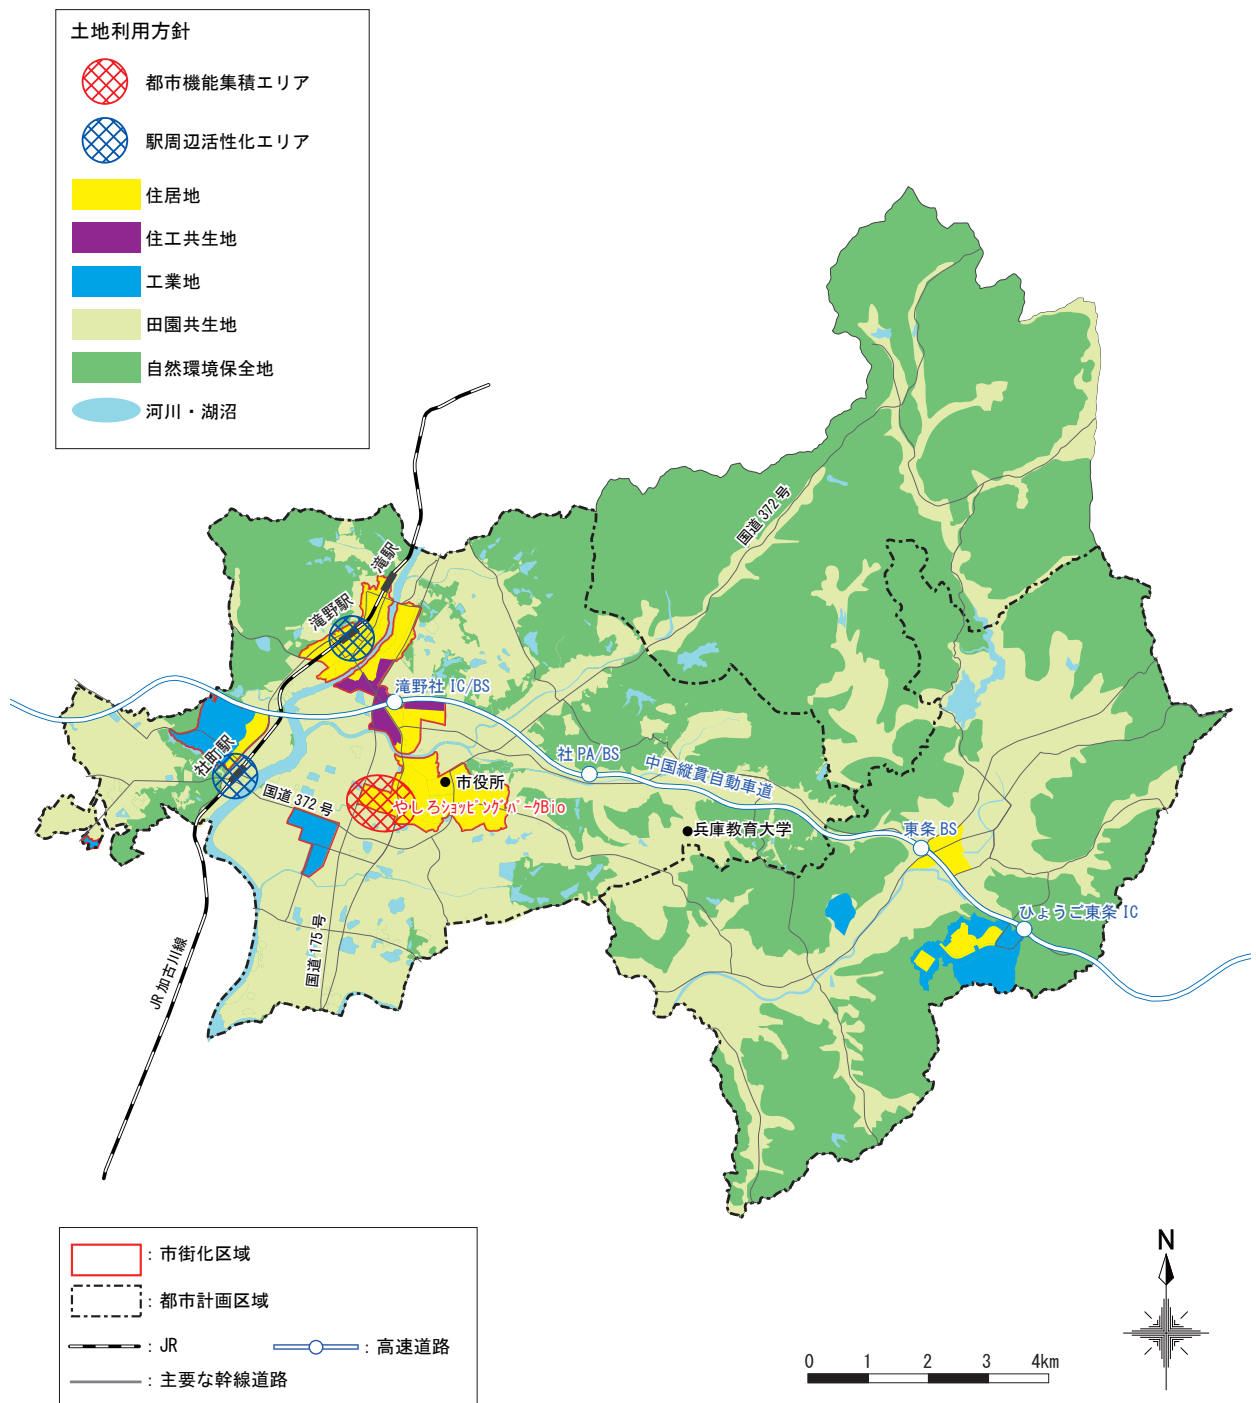 土地利用方針
都市機能集積エリア
駅周辺活性化エリア
住居地
住工共生地
工業地
田園共生地
自然環境保全地
河川・湖沼
国道372号
滝駅
滝野駅
滝野社IC/BS
社町駅
社PA/BS
中国縦貫自動車道
市役所
国道372号
やしろショッピングパークBio
兵庫教育大学
東条BS
ひょうご東条IC
国道175号
JR加古川線
：市街化区域
：都市計画区域
：JR
：高速道路
：主要な幹線道路
N
0 1 2 3 4km